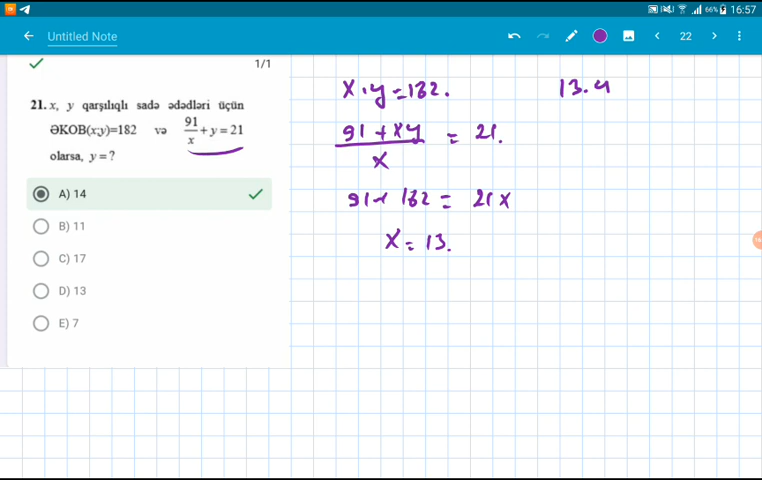 66% 16:57
Untitled Note
22
1/1
21. x, y qarşılıqlı sadə ədədləri üçün
ƏKOB(x;y)=182 və 91/x + y = 21
olarsa, y = ?
A) 14
B) 11
C) 17
D) 13
E) 7
x·y=182.
13·y
91+xy/x = 21.
91+182=21x
x=13.